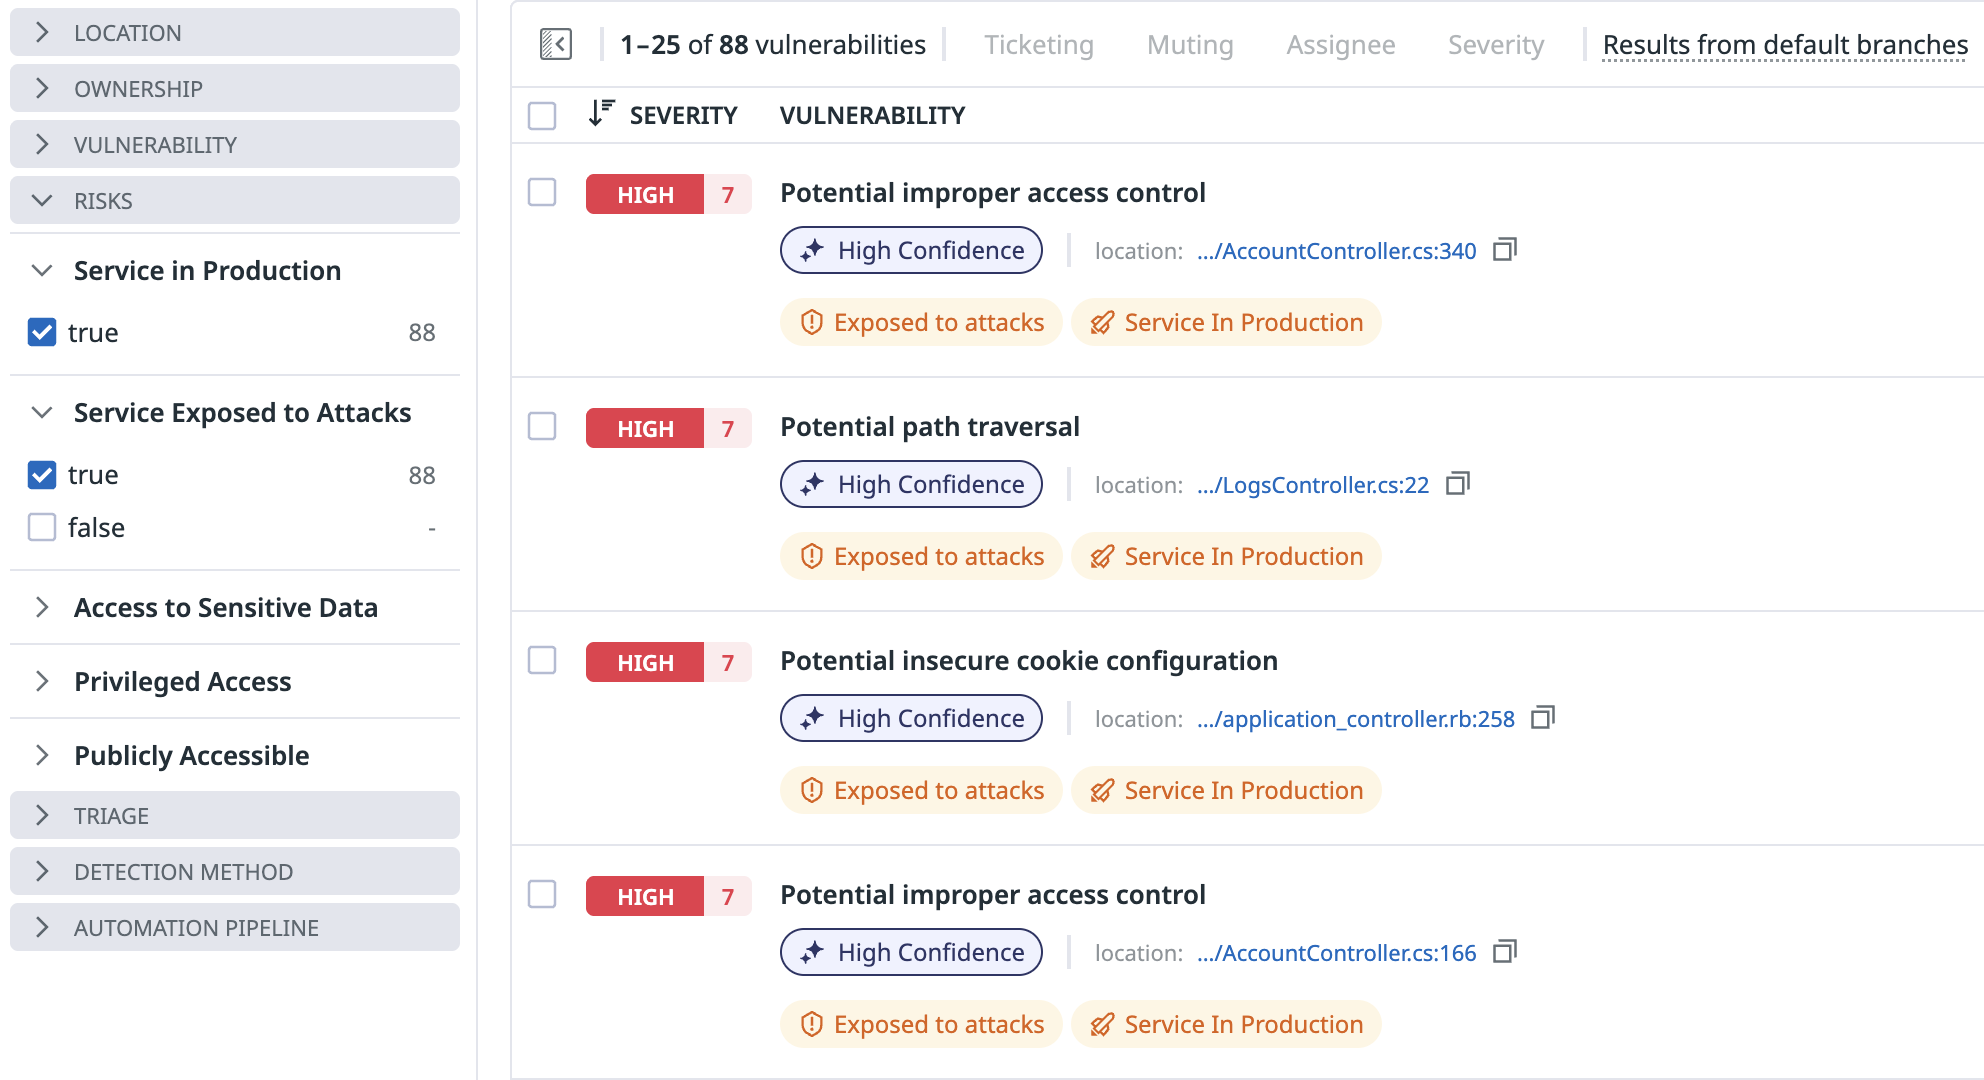 LOCATION
OWNERSHIP
VULNERABILITY
RISKS
Service in Production
true 88
Service Exposed to Attacks
true 88
false -
Access to Sensitive Data
Privileged Access
Publicly Accessible
TRIAGE
DETECTION METHOD
AUTOMATION PIPELINE
1–25 of 88 vulnerabilities Ticketing Muting Assignee Severity Results from default branches
SEVERITY VULNERABILITY
HIGH 7 Potential improper access control
High Confidence location: .../AccountController.cs:340
Exposed to attacks Service In Production
HIGH 7 Potential path traversal
High Confidence location: .../LogsController.cs:22
Exposed to attacks Service In Production
HIGH 7 Potential insecure cookie configuration
High Confidence location: .../application_controller.rb:258
Exposed to attacks Service In Production
HIGH 7 Potential improper access control
High Confidence location: .../AccountController.cs:166
Exposed to attacks Service In Production